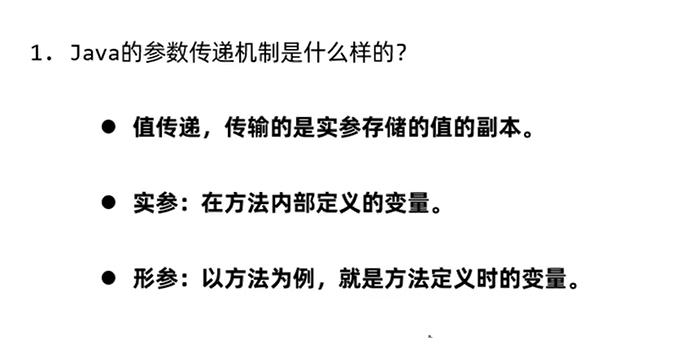 1. Java的参数传递机制是什么样的？
● 值传递，传输的是实参存储的值的副本。
● 实参：在方法内部定义的变量。
● 形参：以方法为例，就是方法定义时的变量。